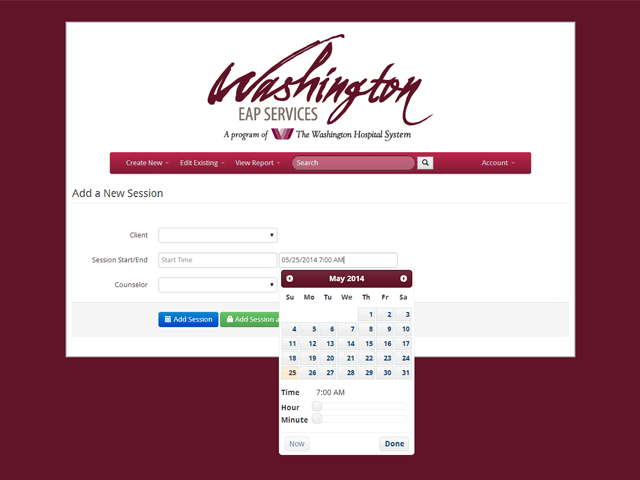 Washington
EAP SERVICES
A program of The Washington Hospital System
Create New Edit Existing View Report Search Account
Add a New Session
Client
Session Start/End Start Time 05/25/2014 7:00 AM
Counselor
May 2014
Su Mo Tu We Th Fr Sa
1 2 3
4 5 6 7 8 9 10
11 12 13 14 15 16 17
18 19 20 21 22 23 24
25 26 27 28 29 30 31
Add Session Add Session a
Time 7:00 AM
Hour
Minute
Now Done